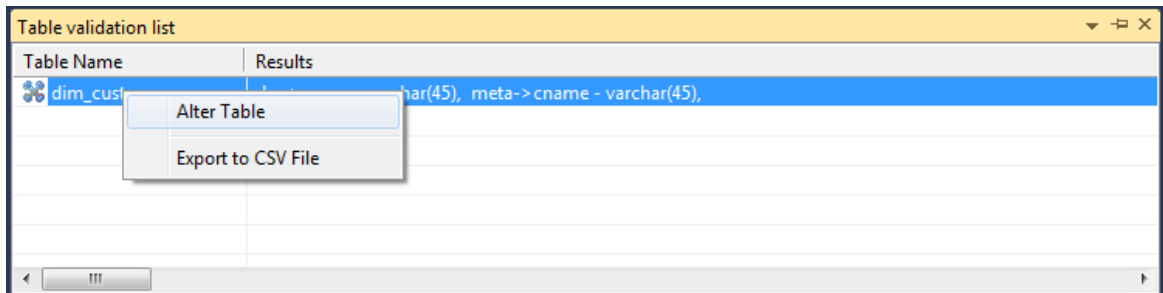 Table validation list
Table Name Results
dim_cust har(45), meta->cname - varchar(45),
Alter Table
Export to CSV File